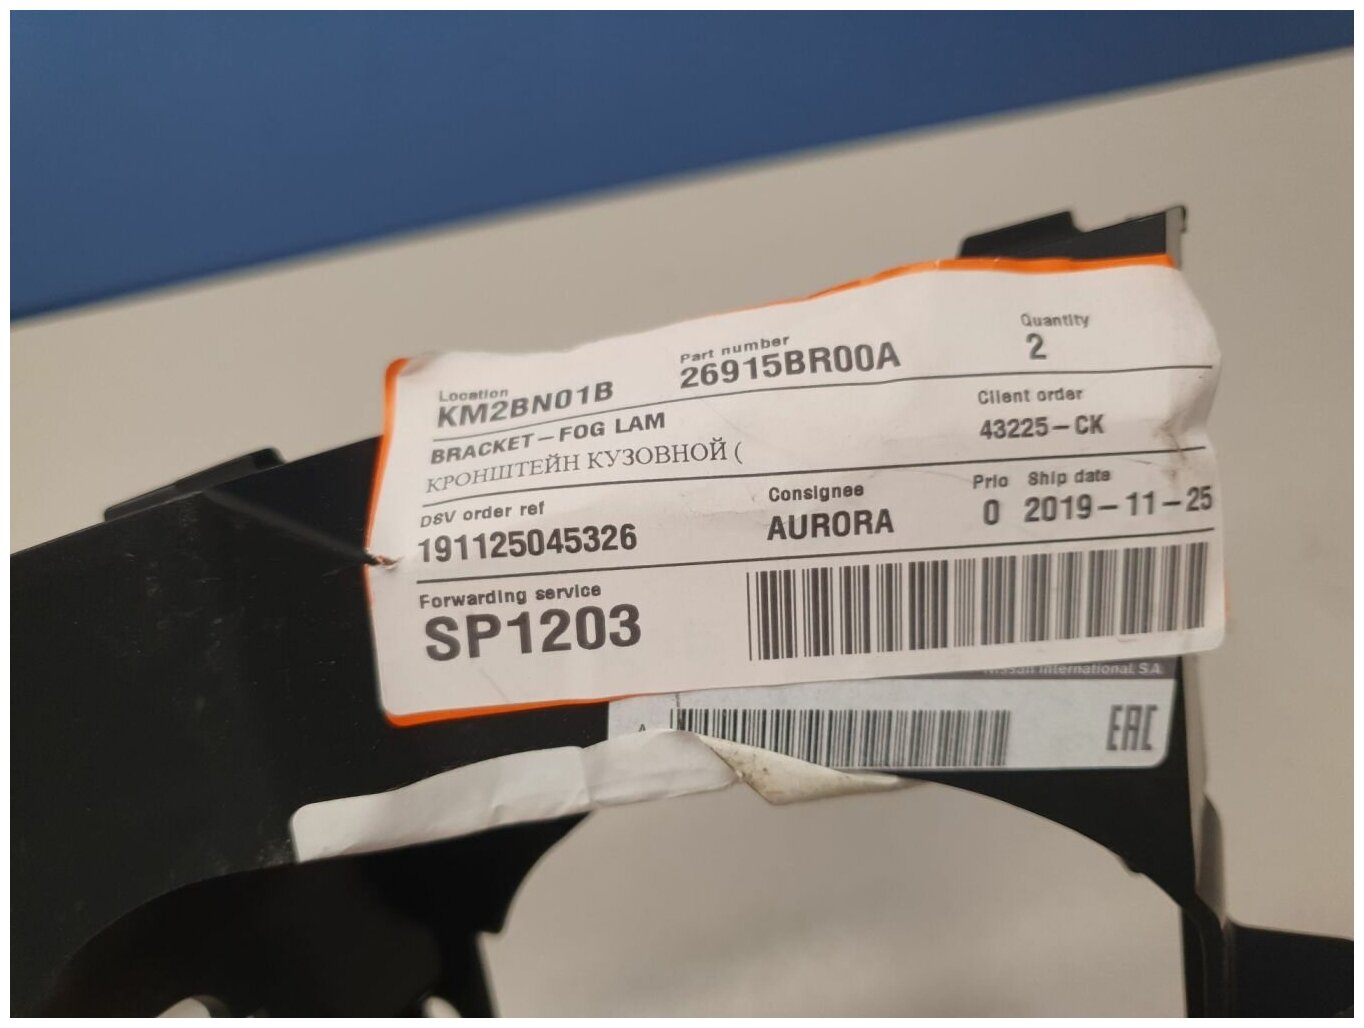 Location Part number Quantity
KM2BN01B 26915BR00A 2
BRACKET-FOG LAM Client order
КРОНШТЕЙН КУЗОВНОЙ ( 43225-CK
DSV order ref Consignee Prio Ship date
191125045326 AURORA 0 2019-11-25
Forwarding service
SP1203
Nissan International S.A
A
EAC